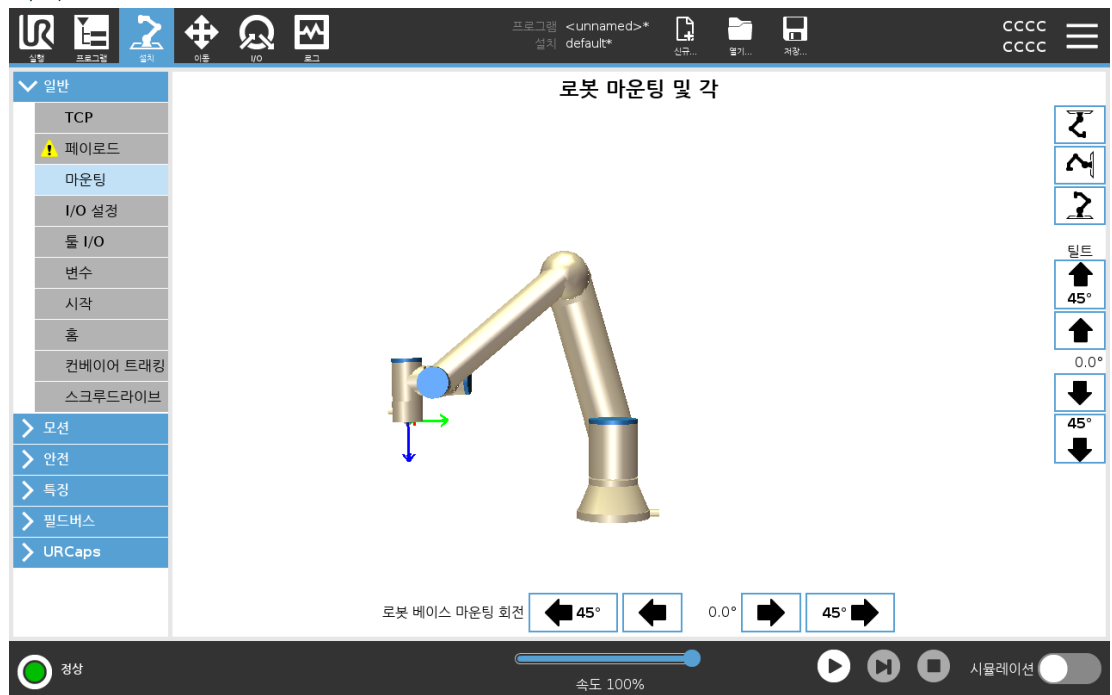 프로그램 <unnamed>*
설치 default*
cccc
cccc
실행
프로그램
설치
이동
I/O
로그
신규...
열기...
저장...
일반
TCP
페이로드
마운팅
I/O 설정
툴 I/O
변수
시작
홈
컨베이어 트래킹
스크루드라이브
모션
안전
특징
필드버스
URCaps
로봇 마운팅 및 각
틸트
45°
0.0°
45°
로봇 베이스 마운팅 회전 45° 0.0° 45°
정상
속도 100%
시뮬레이션